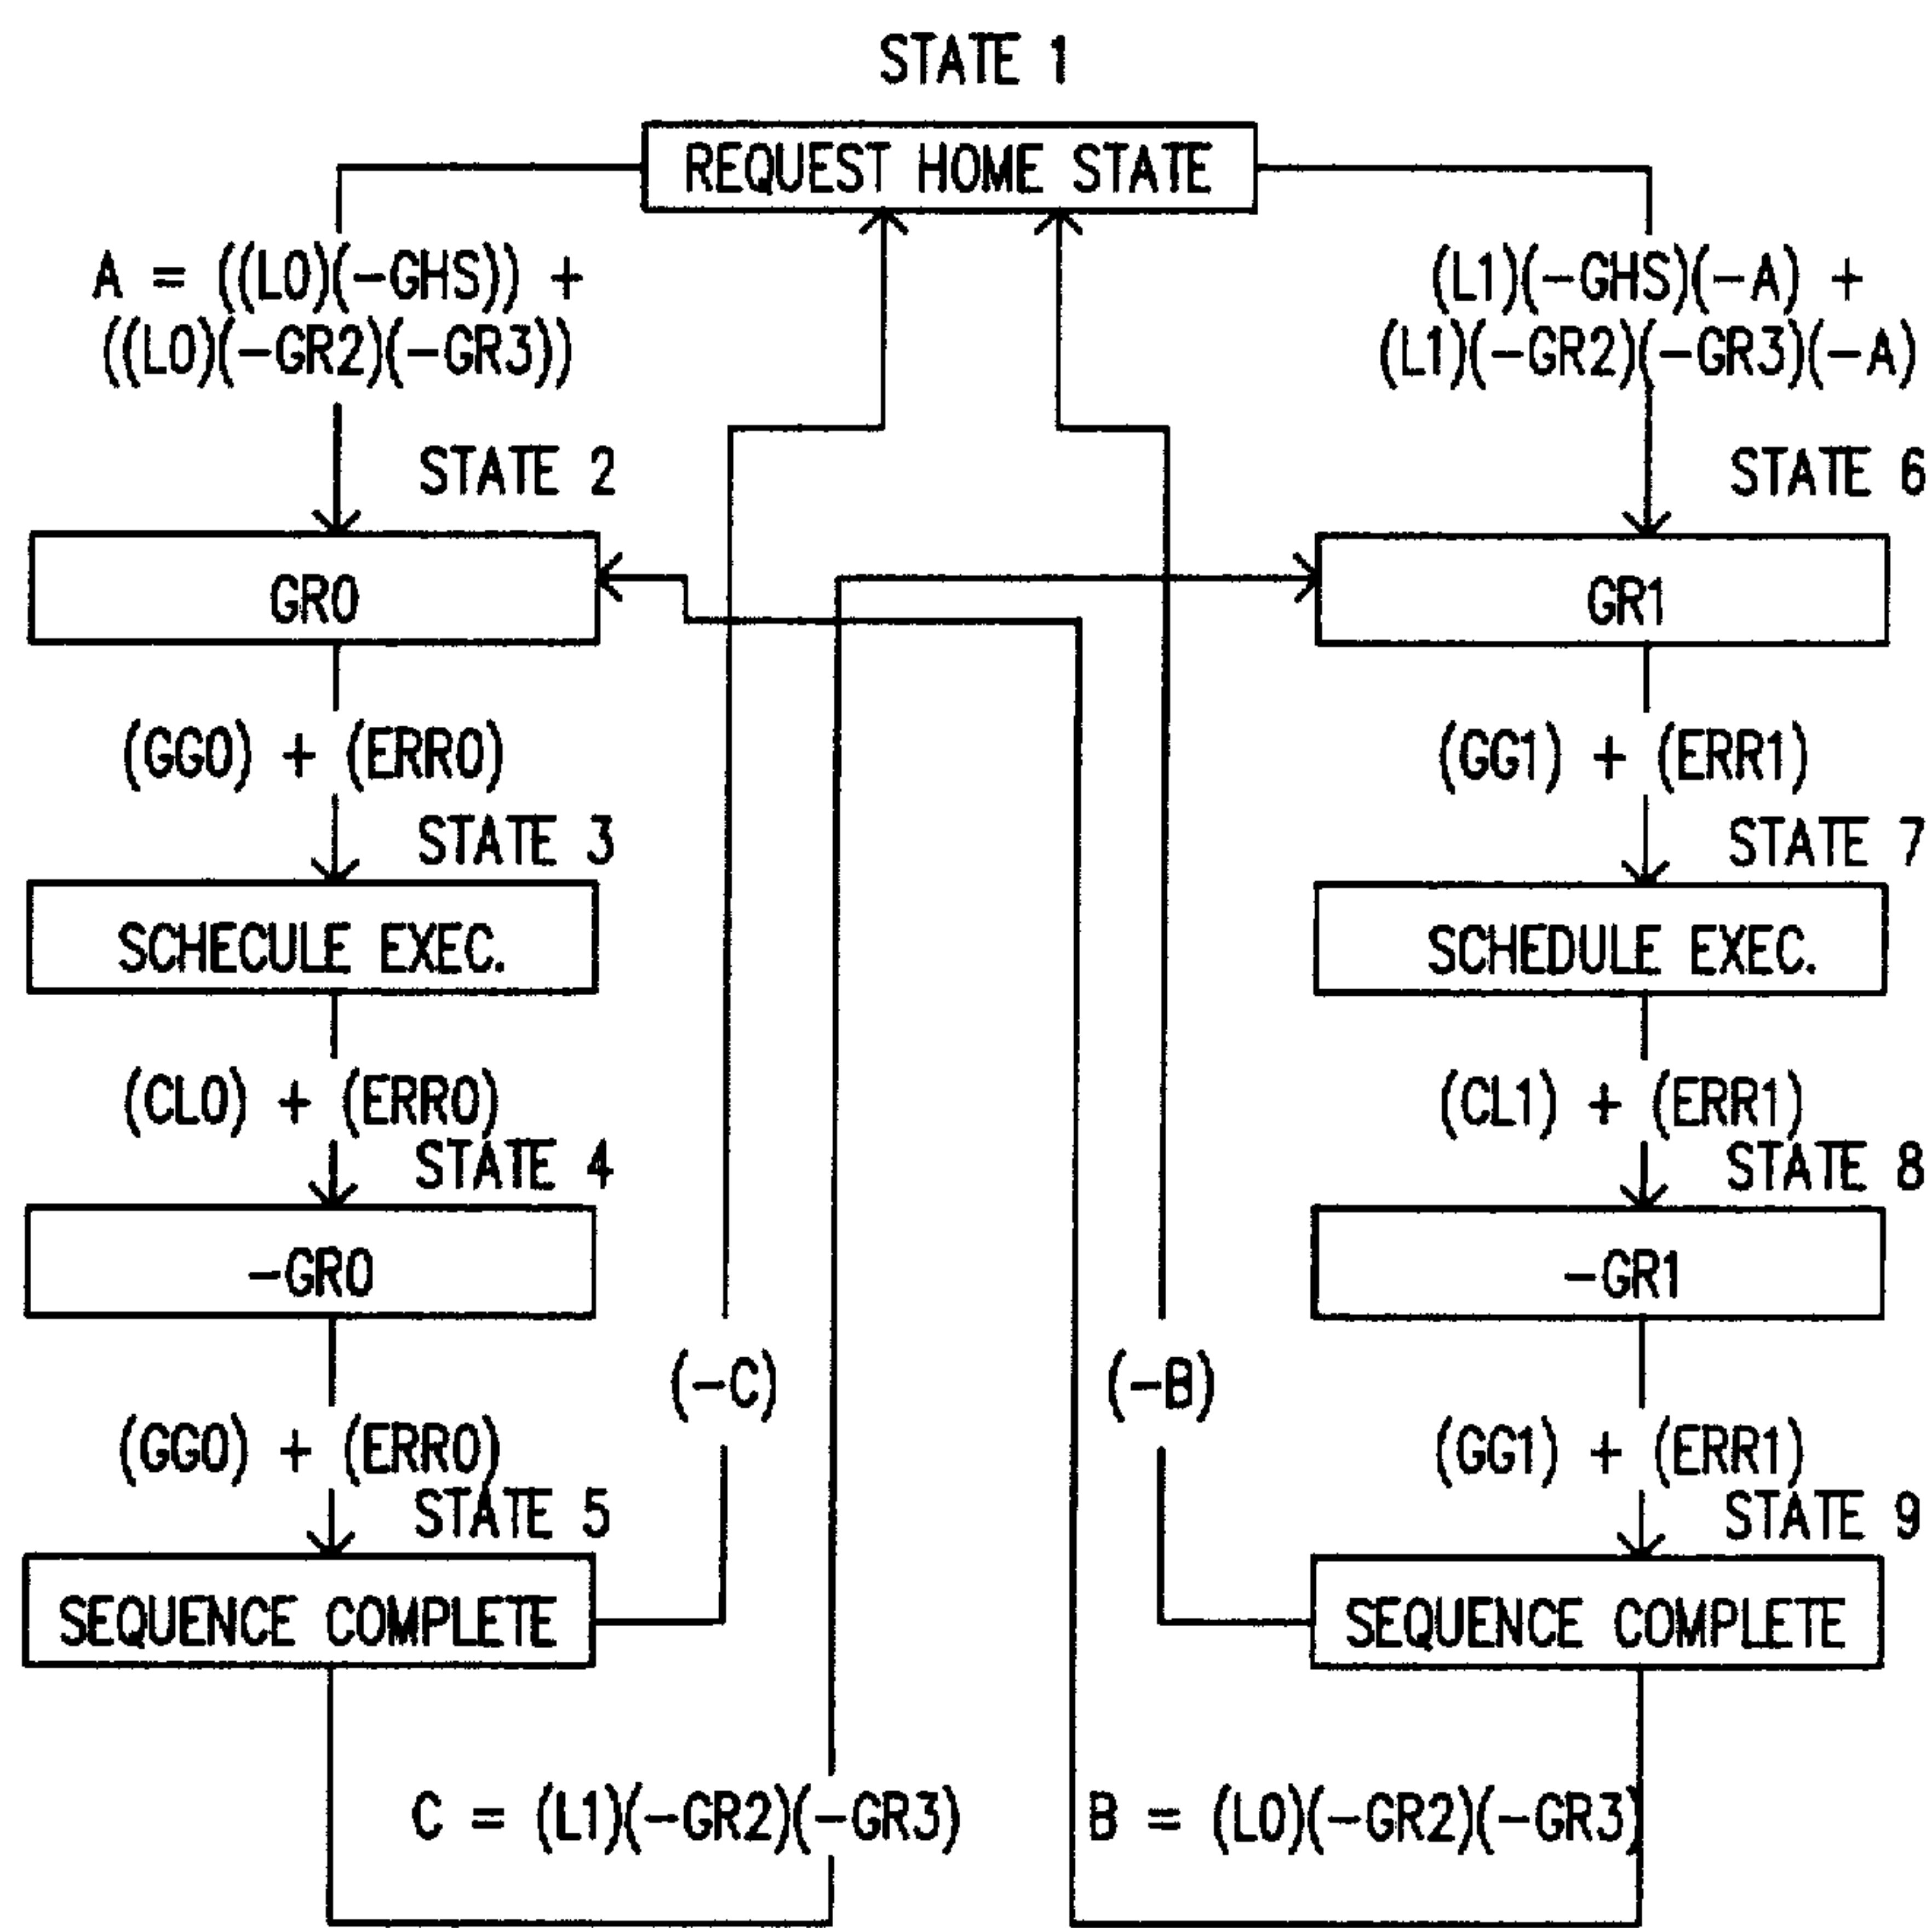 STATE 1
REQUEST HOME STATE
A = ((L0)(-GHS)) +
((L0)(-GR2)(-GR3))
(L1)(-GHS)(-A) +
(L1)(-GR2)(-GR3)(-A)
STATE 2
STATE 6
GR0
GR1
(GG0) + (ERR0)
(GG1) + (ERR1)
STATE 3
STATE 7
SCHECULE EXEC.
SCHEDULE EXEC.
(CL0) + (ERR0)
(CL1) + (ERR1)
STATE 4
STATE 8
-GR0
-GR1
(-C)
(-B)
(GG0) + (ERR0)
(GG1) + (ERR1)
STATE 5
STATE 9
SEQUENCE COMPLETE
SEQUENCE COMPLETE
C = (L1)(-GR2)(-GR3)
B = (L0)(-GR2)(-GR3)